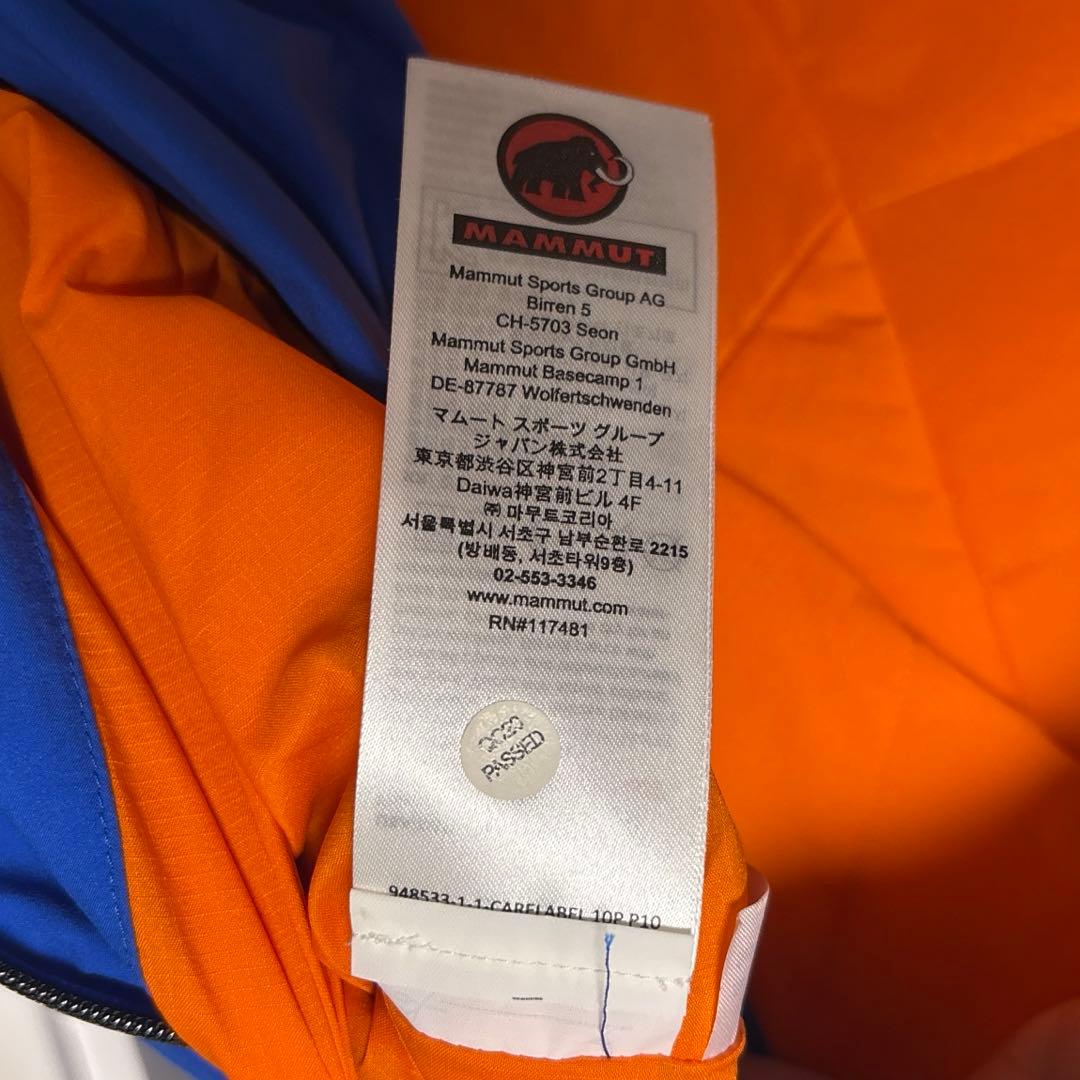 MAMMUT
Mammut Sports Group AG
Birren 5
CH-5703 Seon
Mammut Sports Group GmbH
Mammut Basecamp 1
DE-87787 Wolfertschwenden
マムート スポーツ グループ
ジャパン株式会社
東京都渋谷区神宮前2丁目4-11
Daiwa神宮前ビル 4F
㈜ 마무트코리아
서울특별시 서초구 남부순환로 2215
(방배동, 서초타워9층)
02-553-3346
www.mammut.com
RN#117481
QC23
PASSED
948533-1-1-CARELABEL 10P P10